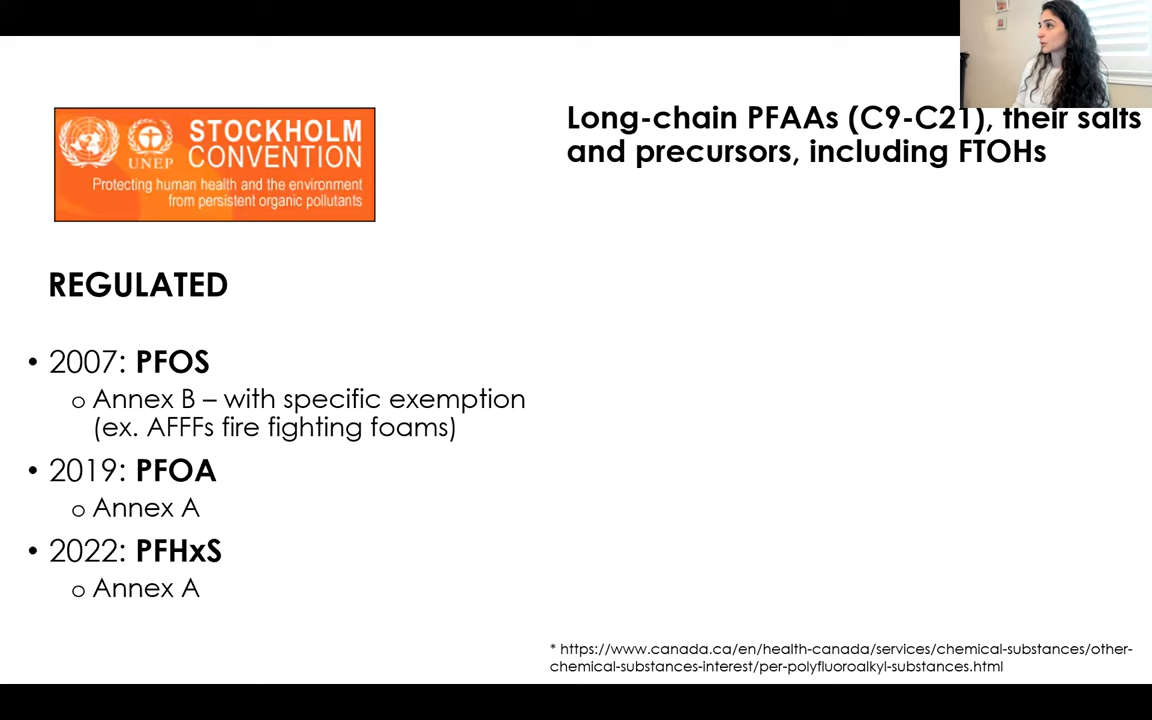 STOCKHOLM
CONVENTION
UNEP
Protecting human health and the environment
from persistent organic pollutants
REGULATED
• 2007: PFOS
o Annex B – with specific exemption
(ex. AFFFs fire fighting foams)
• 2019: PFOA
o Annex A
• 2022: PFHxS
o Annex A
Long-chain PFAAs (C9-C21), their salts
and precursors, including FTOHs
* https://www.canada.ca/en/health-canada/services/chemical-substances/other-
chemical-substances-interest/per-polyfluoroalkyl-substances.html